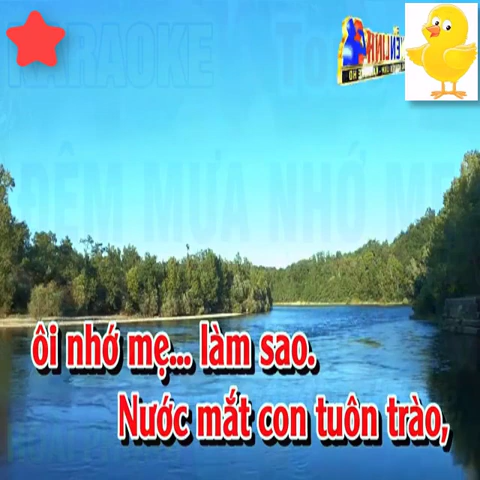 KARAOKE
ĐÊM MƯA NHỚ MẸ
ôi nhớ mẹ... làm sao.
Nước mắt con tuôn trào,